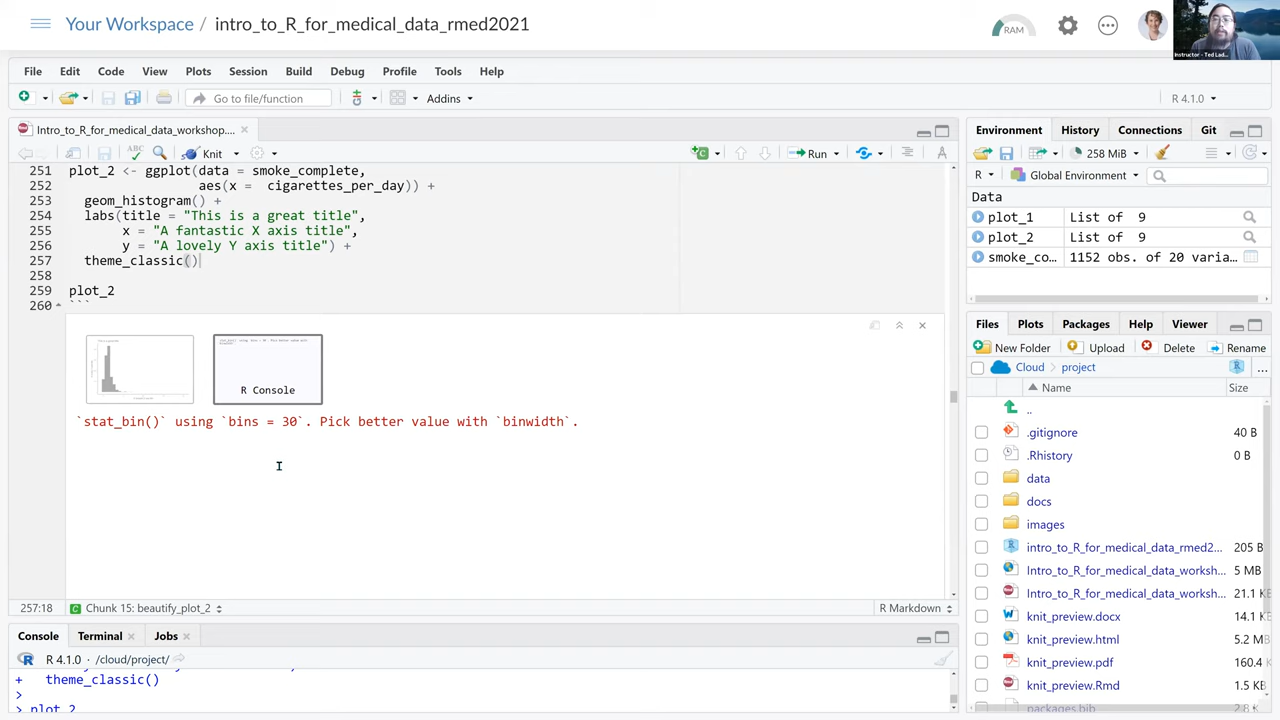 Your Workspace / intro_to_R_for_medical_data_rmed2021
RAM
Instructor - Ted Lad...
File Edit Code View Plots Session Build Debug Profile Tools Help
Go to file/function
Addins
R 4.1.0
Intro_to_R_for_medical_data_workshop....
ABC
Knit
Run
251 plot_2 <- ggplot(data = smoke_complete,
252 aes(x = cigarettes_per_day)) +
253 geom_histogram() +
254 labs(title = "This is a great title",
255 x = "A fantastic X axis title",
256 y = "A lovely Y axis title") +
257 theme_classic()
258
259 plot_2
260 ```
R Console
`stat_bin()` using `bins = 30`. Pick better value with `binwidth`.
257:18 Chunk 15: beautify_plot_2 R Markdown
Console Terminal Jobs
R 4.1.0 · /cloud/project/
+ theme_classic()
>
> plot_2
Environment History Connections Git
258 MiB
R Global Environment
Data
plot_1 List of 9
plot_2 List of 9
smoke_co... 1152 obs. of 20 varia...
Files Plots Packages Help Viewer
New Folder Upload Delete Rename
Cloud project ...
Name Size
..
.gitignore 40 B
.Rhistory 0 B
data
docs
images
intro_to_R_for_medical_data_rmed2... 205 B
Intro_to_R_for_medical_data_worksh... 5 MB
Intro_to_R_for_medical_data_worksh... 21.1 K
knit_preview.docx 14.1 K
knit_preview.html 5.2 M
knit_preview.pdf 160.4
knit_preview.Rmd 1.5 K
packages.bib 2.8 K